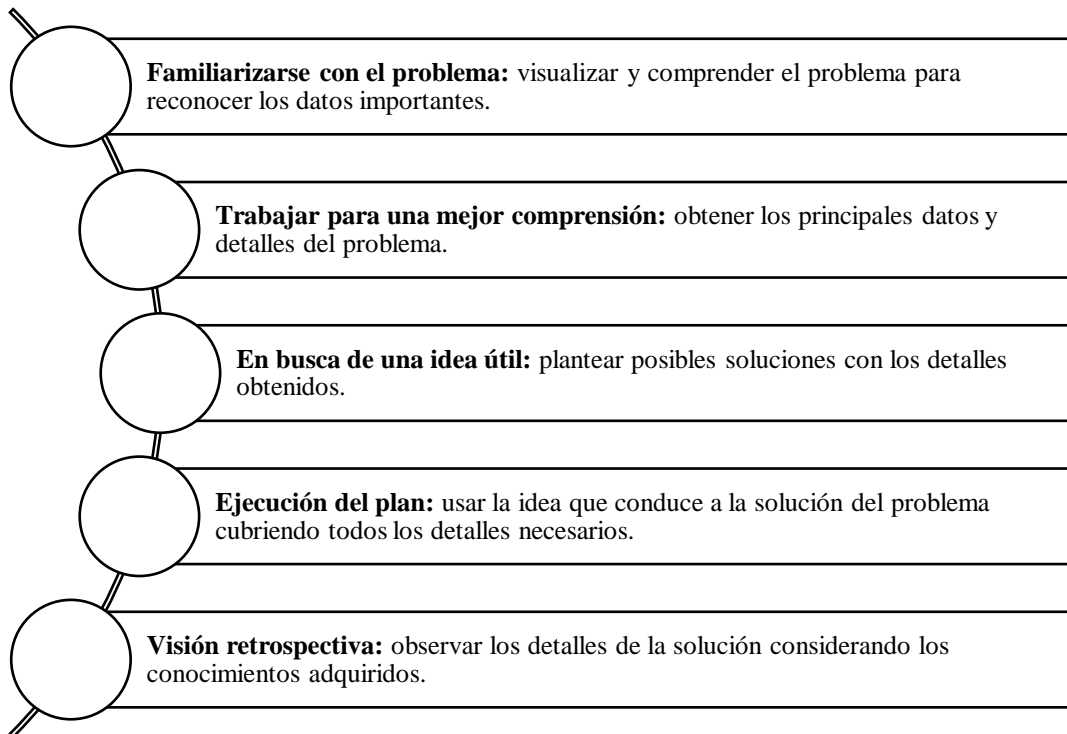 Familiarizarse con el problema: visualizar y comprender el problema para
reconocer los datos importantes.
Trabajar para una mejor comprensión: obtener los principales datos y
detalles del problema.
En busca de una idea útil: plantear posibles soluciones con los detalles
obtenidos.
Ejecución del plan: usar la idea que conduce a la solución del problema
cubriendo todos los detalles necesarios.
Visión retrospectiva: observar los detalles de la solución considerando los
conocimientos adquiridos.